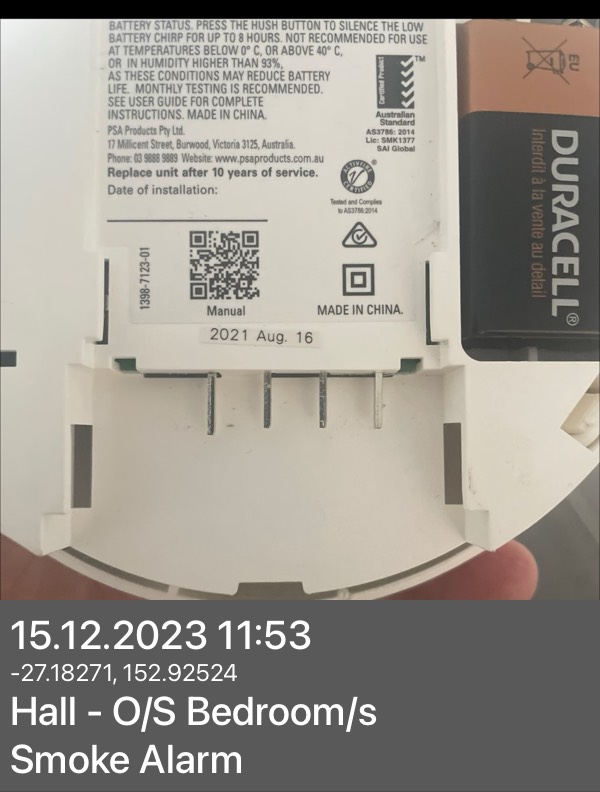 BATTERY STATUS. PRESS THE HUSH BUTTON TO SILENCE THE LOW
BATTERY CHIRP FOR UP TO 8 HOURS. NOT RECOMMENDED FOR USE
AT TEMPERATURES BELOW 0° C, OR ABOVE 40° C,
OR IN HUMIDITY HIGHER THAN 93%,
AS THESE CONDITIONS MAY REDUCE BATTERY
LIFE. MONTHLY TESTING IS RECOMMENDED.
SEE USER GUIDE FOR COMPLETE
INSTRUCTIONS. MADE IN CHINA.
PSA Products Pty Ltd.
17 Millicent Street, Burwood, Victoria 3125, Australia.
Phone: 03 9888 9889 Website: www.psaproducts.com.au
Replace unit after 10 years of service.
Date of installation:
Certified Product
TM
Australian
Standard
AS3786: 2014
Lic: SMK1377
SAI Global
ACTIVFIRE
CERTIFIED
®
Tested and Complies
to AS3786:2014
1398-7123-01
Manual
MADE IN CHINA.
2021 Aug. 16
EU
DURACELL®
Interdit à la vente au détail
15.12.2023 11:53
-27.18271, 152.92524
Hall - O/S Bedroom/s
Smoke Alarm